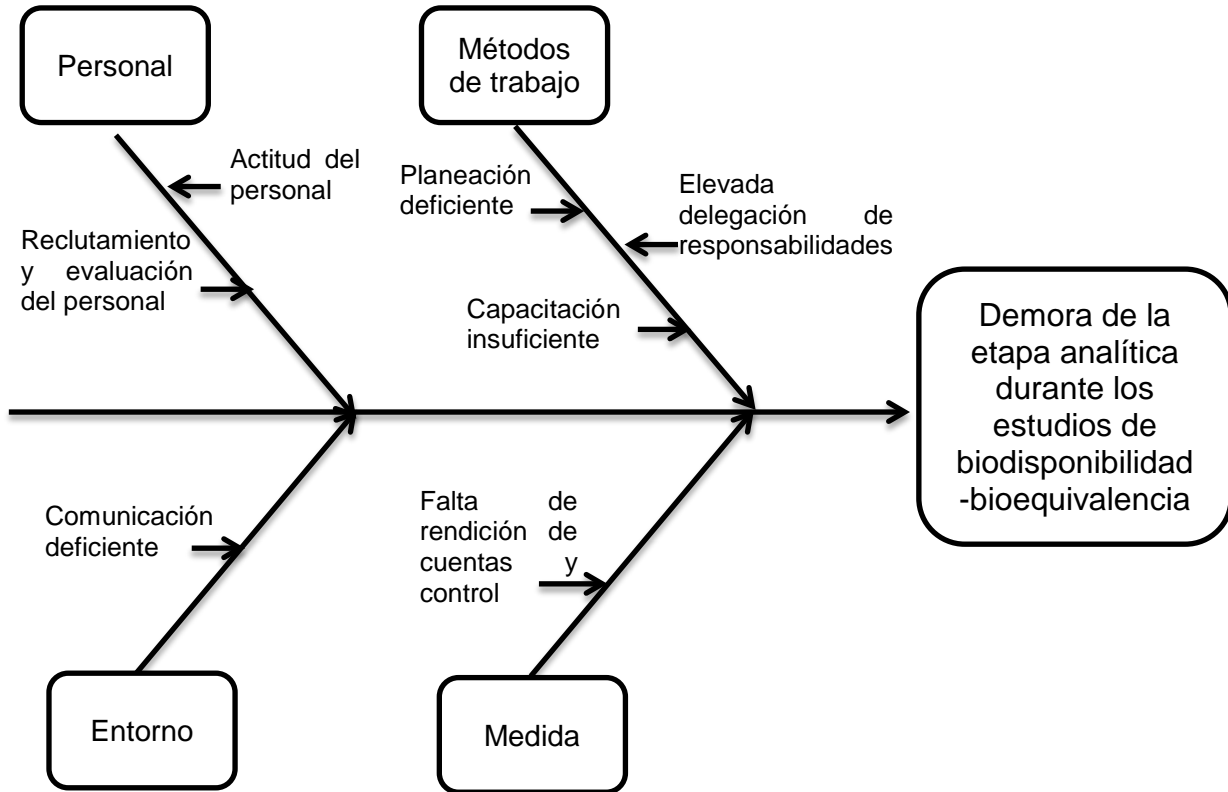 Personal
Métodos
de trabajo
Actitud del
personal
Reclutamiento
y evaluación
del personal
Planeación
deficiente
Elevada
delegación de
responsabilidades
Capacitación
insuficiente
Demora de la
etapa analítica
durante los
estudios de
biodisponibilidad
-bioequivalencia
Comunicación
deficiente
Falta de
rendición de
cuentas y
control
Entorno
Medida